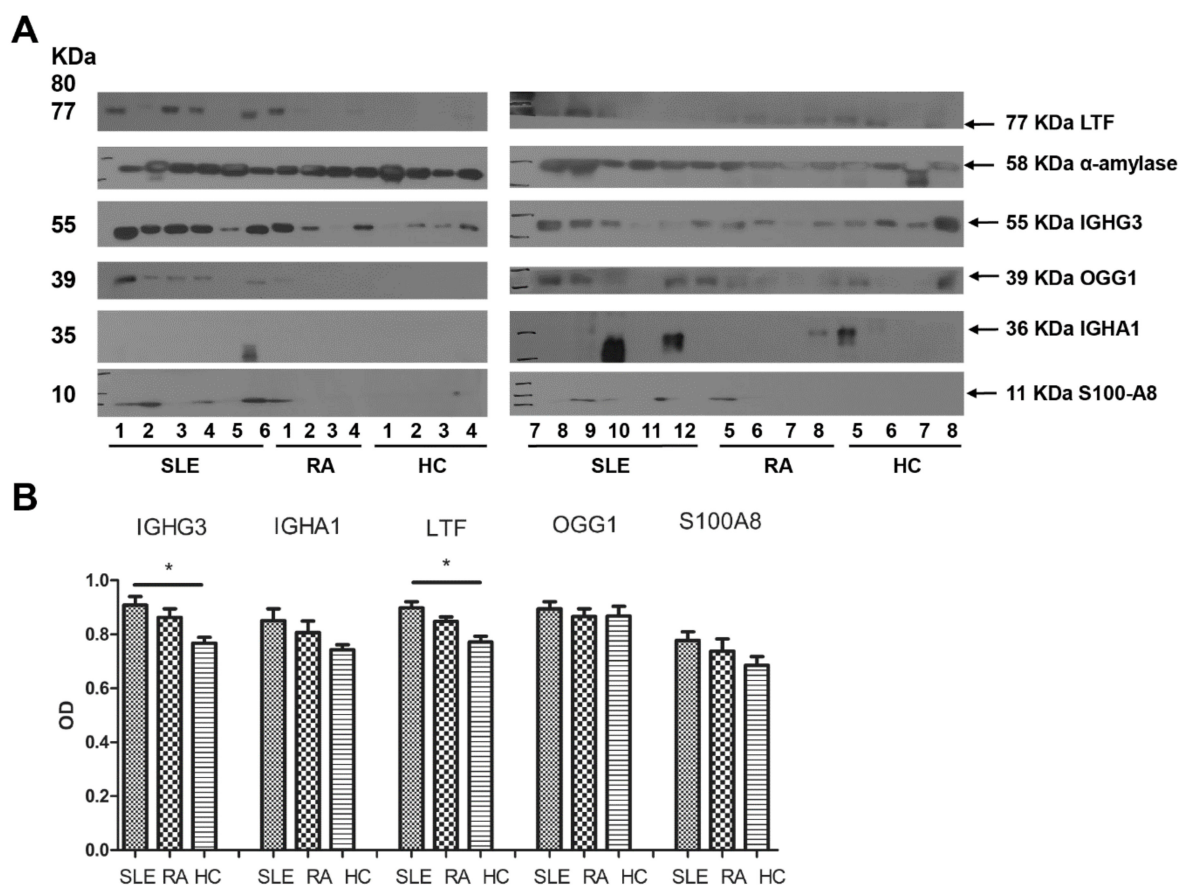 A
KDa
80
77
77 KDa LTF
58 KDa α-amylase
55
55 KDa IGHG3
39
39 KDa OGG1
35
36 KDa IGHA1
10
11 KDa S100-A8
1 2 3 4 5 6 1 2 3 4 1 2 3 4 7 8 9 10 11 12 5 6 7 8 5 6 7 8
SLE RA HC SLE RA HC
B
IGHG3 IGHA1 LTF OGG1 S100A8
* *
1.0
0.8
0.6
OD
0.4
0.2
0.0
SLE RA HC SLE RA HC SLE RA HC SLE RA HC SLE RA HC